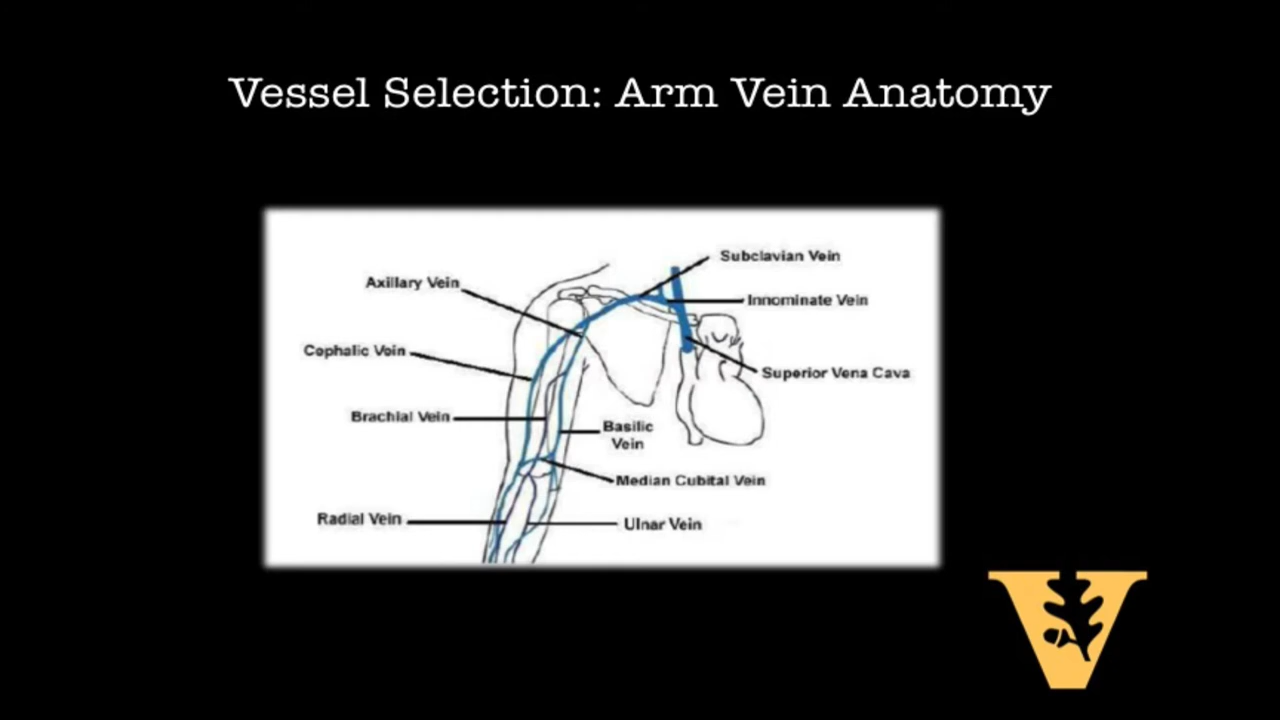 Vessel Selection: Arm Vein Anatomy
Subclavian Vein
Axillary Vein
Innominate Vein
Cephalic Vein
Superior Vena Cava
Brachial Vein
Basilic
Vein
Median Cubital Vein
Radial Vein
Ulnar Vein
V